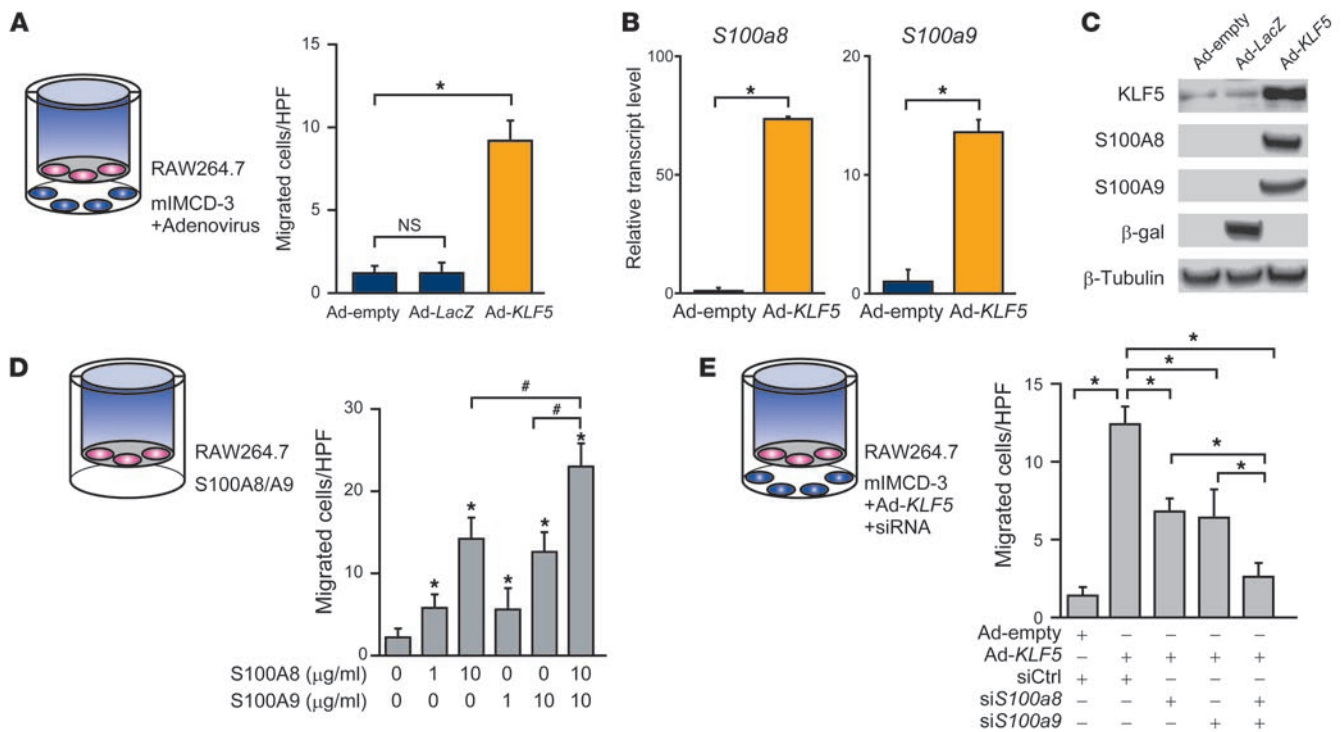 A
RAW264.7
mIMCD-3
+Adenovirus
Migrated cells/HPF
15
10
5
0
*
NS
Ad-empty Ad-LacZ Ad-KLF5
B
S100a8
Relative transcript level
100
50
0
*
Ad-empty Ad-KLF5
S100a9
20
10
0
*
Ad-empty Ad-KLF5
C
Ad-empty
Ad-LacZ
Ad-KLF5
KLF5
S100A8
S100A9
β-gal
β-Tubulin
D
RAW264.7
S100A8/A9
Migrated cells/HPF
30
20
10
0
#
#
* * * * *
S100A8 (μg/ml) 0 1 10 0 0 10
S100A9 (μg/ml) 0 0 0 1 10 10
E
RAW264.7
mIMCD-3
+Ad-KLF5
+siRNA
Migrated cells/HPF
15
10
5
0
*
*
* *
*
*
Ad-empty + − − − −
Ad-KLF5 − + + + +
siCtrl + + − − −
siS100a8 − − + − +
siS100a9 − − − + +